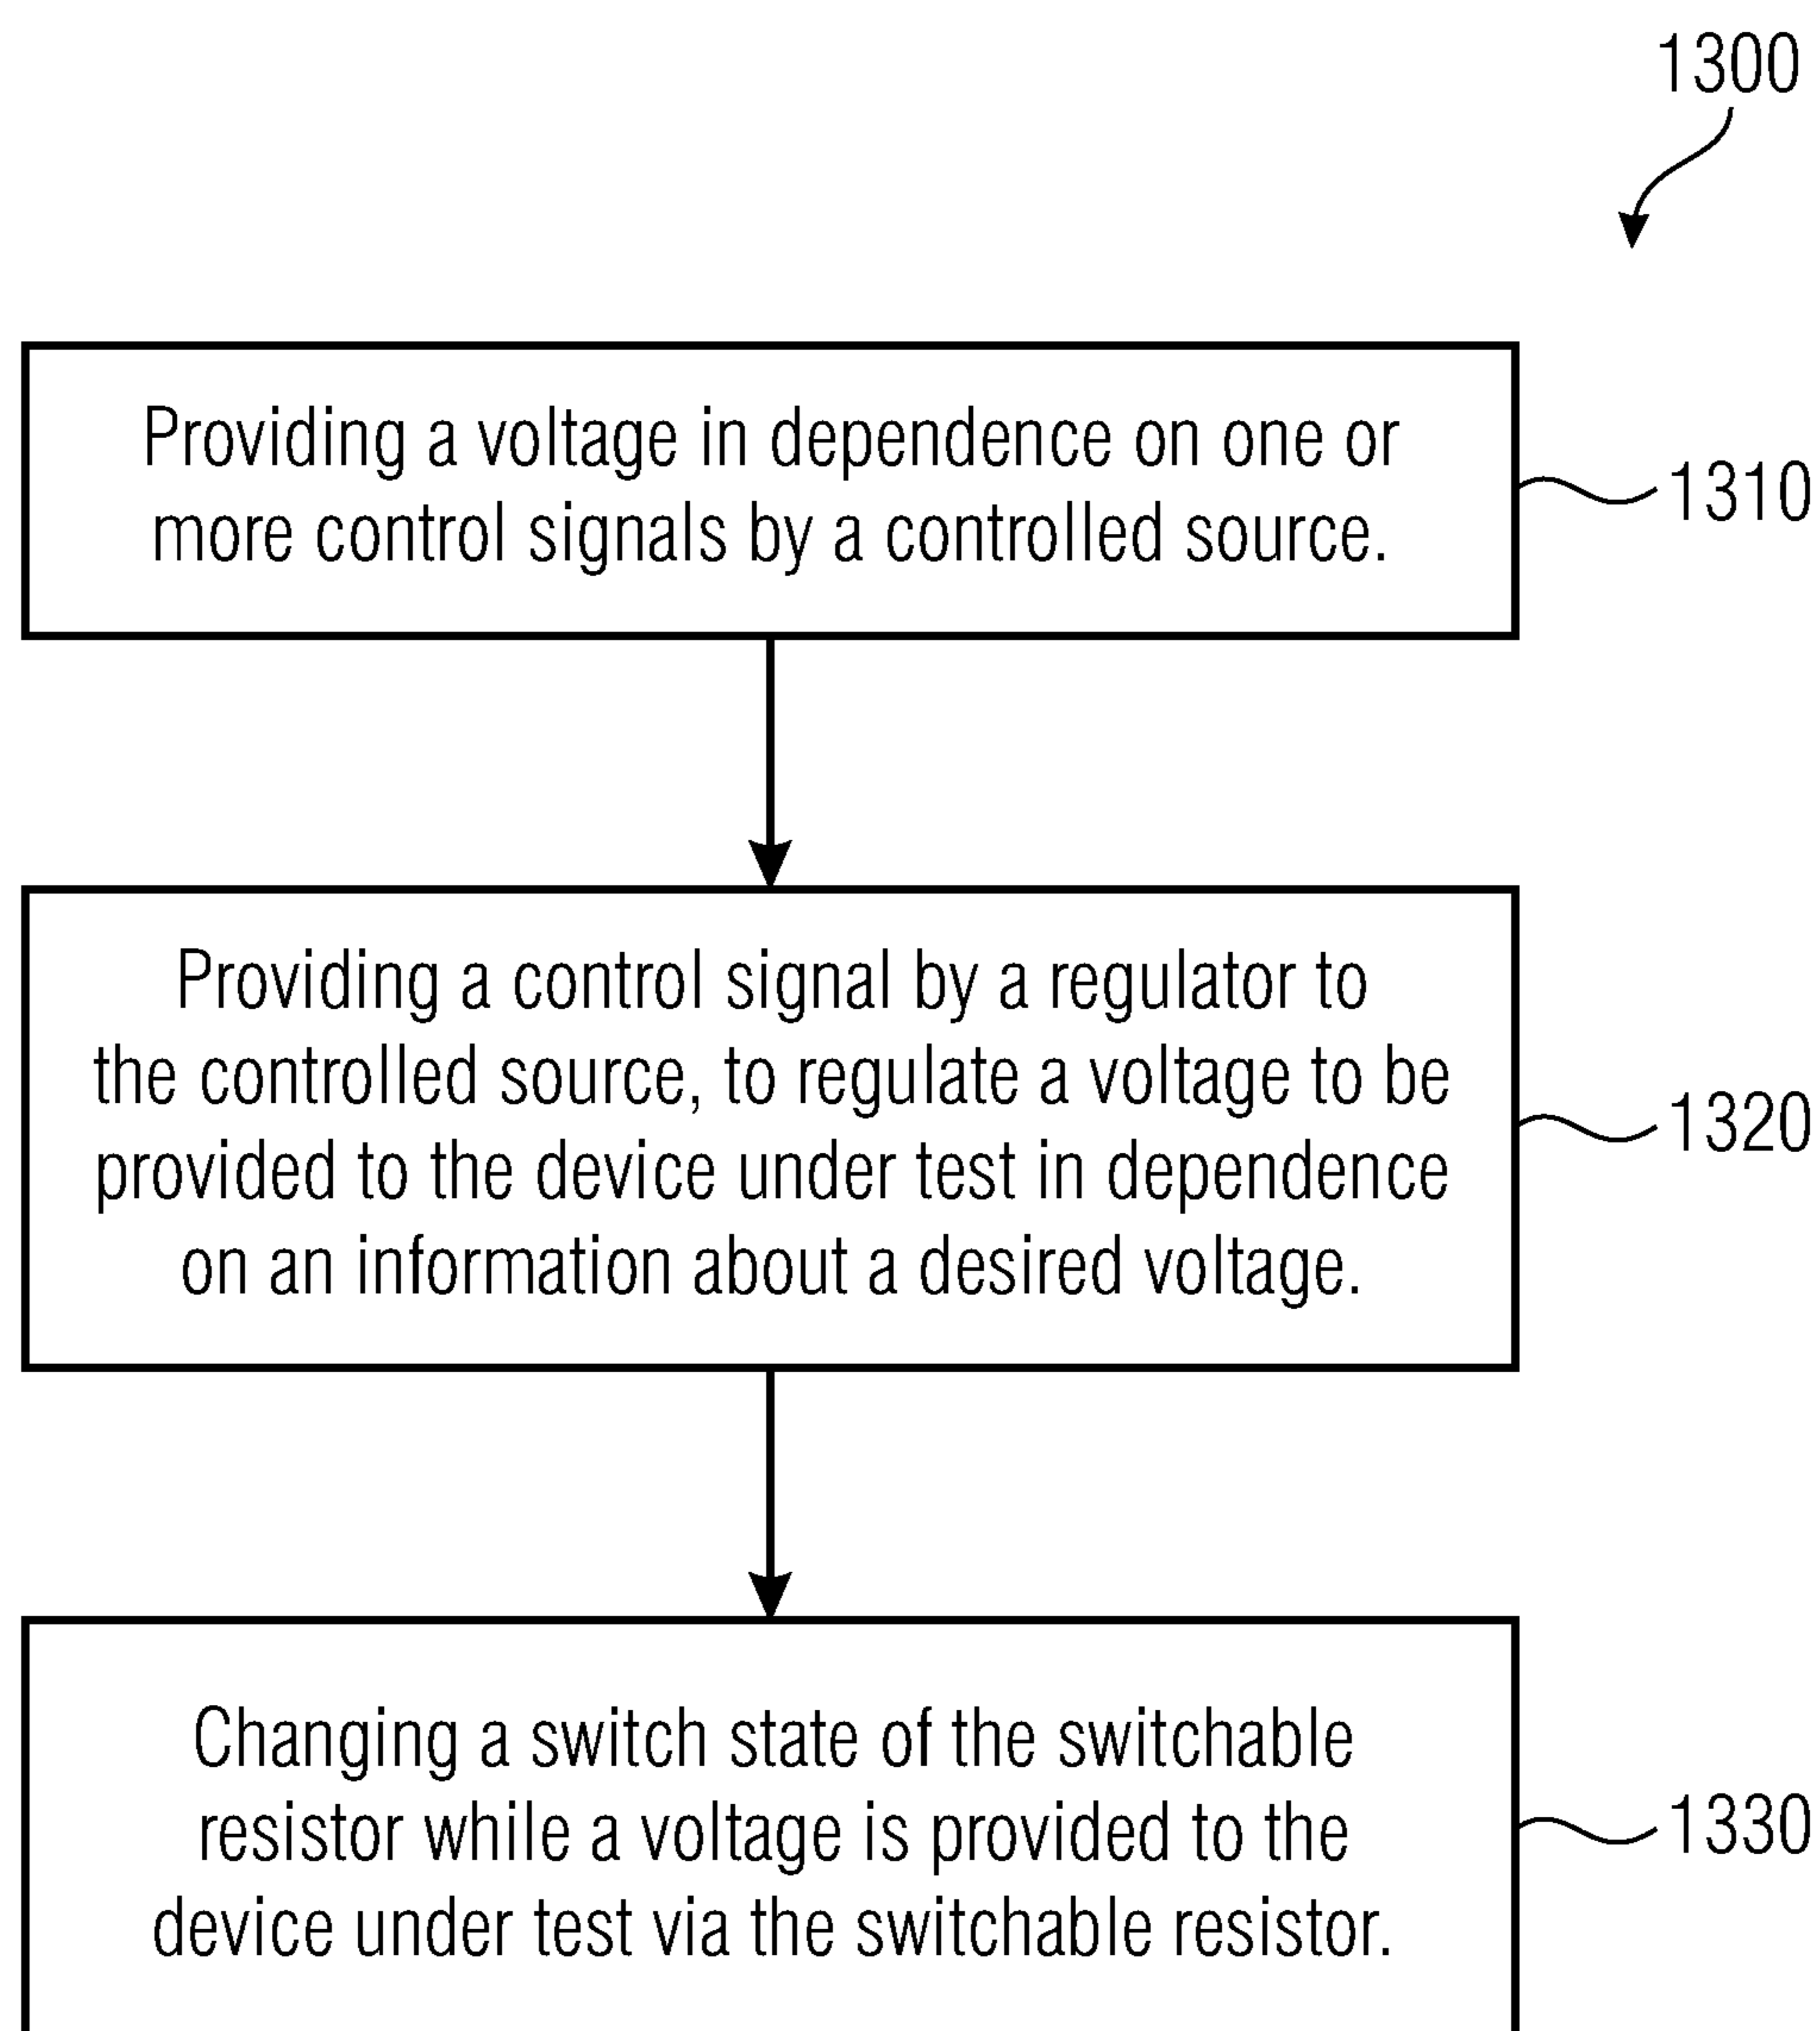 1300
Providing a voltage in dependence on one or
more control signals by a controlled source.
1310
Providing a control signal by a regulator to
the controlled source, to regulate a voltage to be
provided to the device under test in dependence
on an information about a desired voltage.
1320
Changing a switch state of the switchable
resistor while a voltage is provided to the
device under test via the switchable resistor.
1330